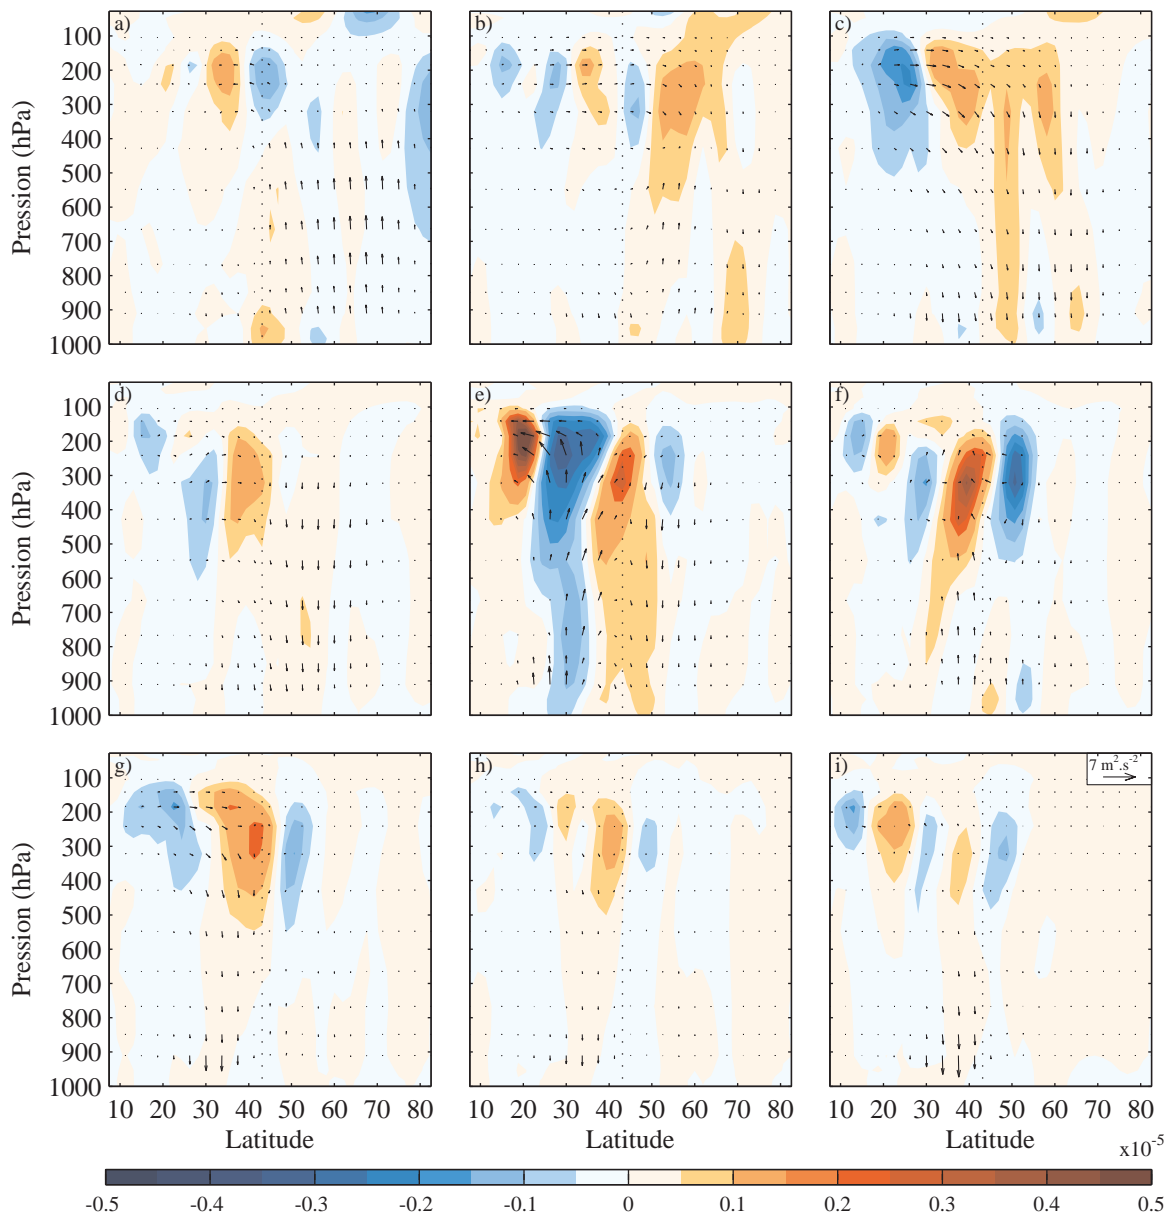 a)
b)
c)
100
200
300
400
500
600
700
800
900
1000
Pression (hPa)
d)
e)
f)
100
200
300
400
500
600
700
800
900
1000
Pression (hPa)
g)
h)
i)
7 m².s⁻²
100
200
300
400
500
600
700
800
900
1000
Pression (hPa)
10 20 30 40 50 60 70 80
10 20 30 40 50 60 70 80
10 20 30 40 50 60 70 80
Latitude
Latitude
Latitude
x10⁻⁵
-0.5 -0.4 -0.3 -0.2 -0.1 0 0.1 0.2 0.3 0.4 0.5